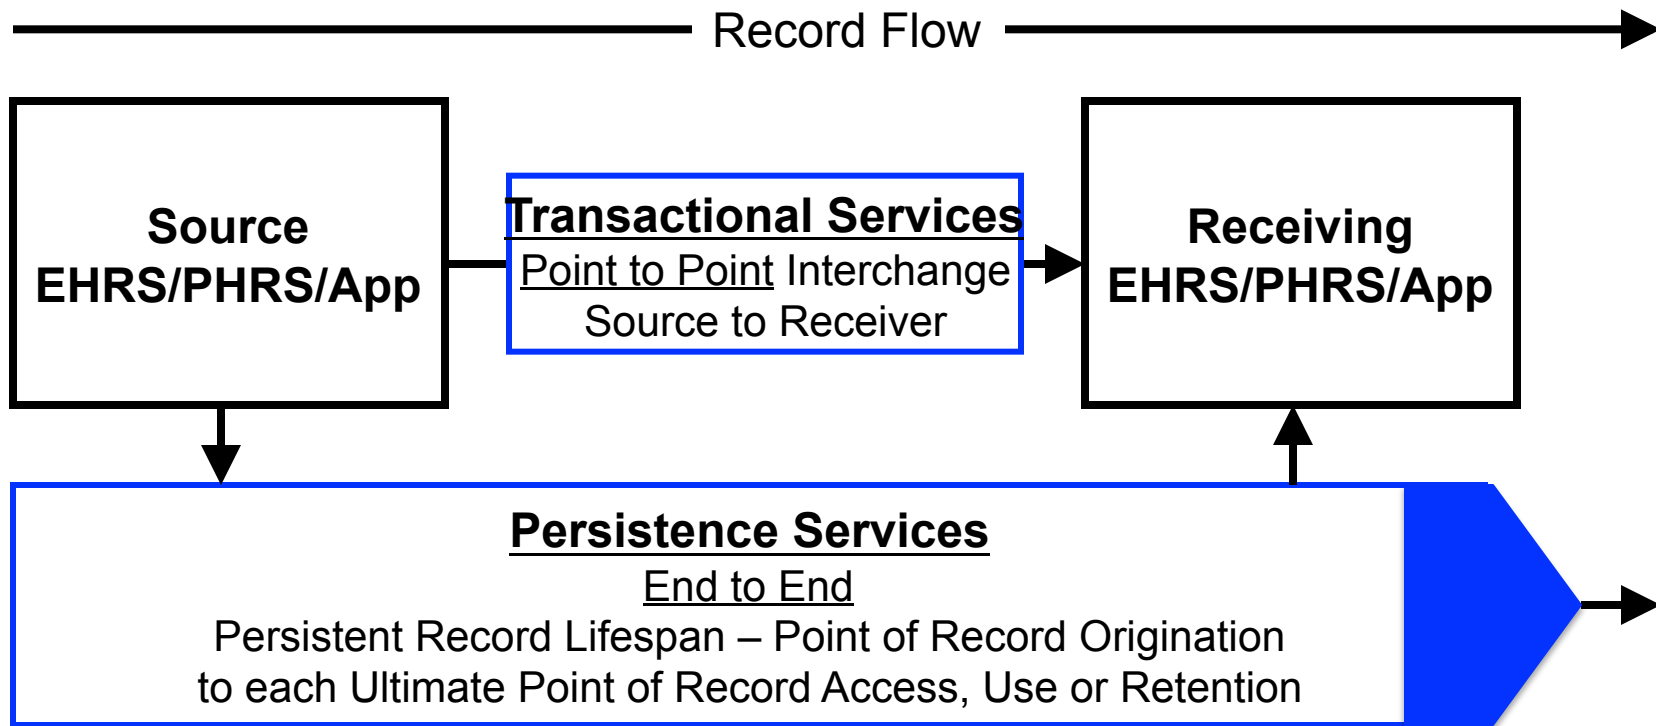 Record Flow
Source
EHRS/PHRS/App
Transactional Services
Point to Point Interchange
Source to Receiver
Receiving
EHRS/PHRS/App
Persistence Services
End to End
Persistent Record Lifespan – Point of Record Origination
to each Ultimate Point of Record Access, Use or Retention